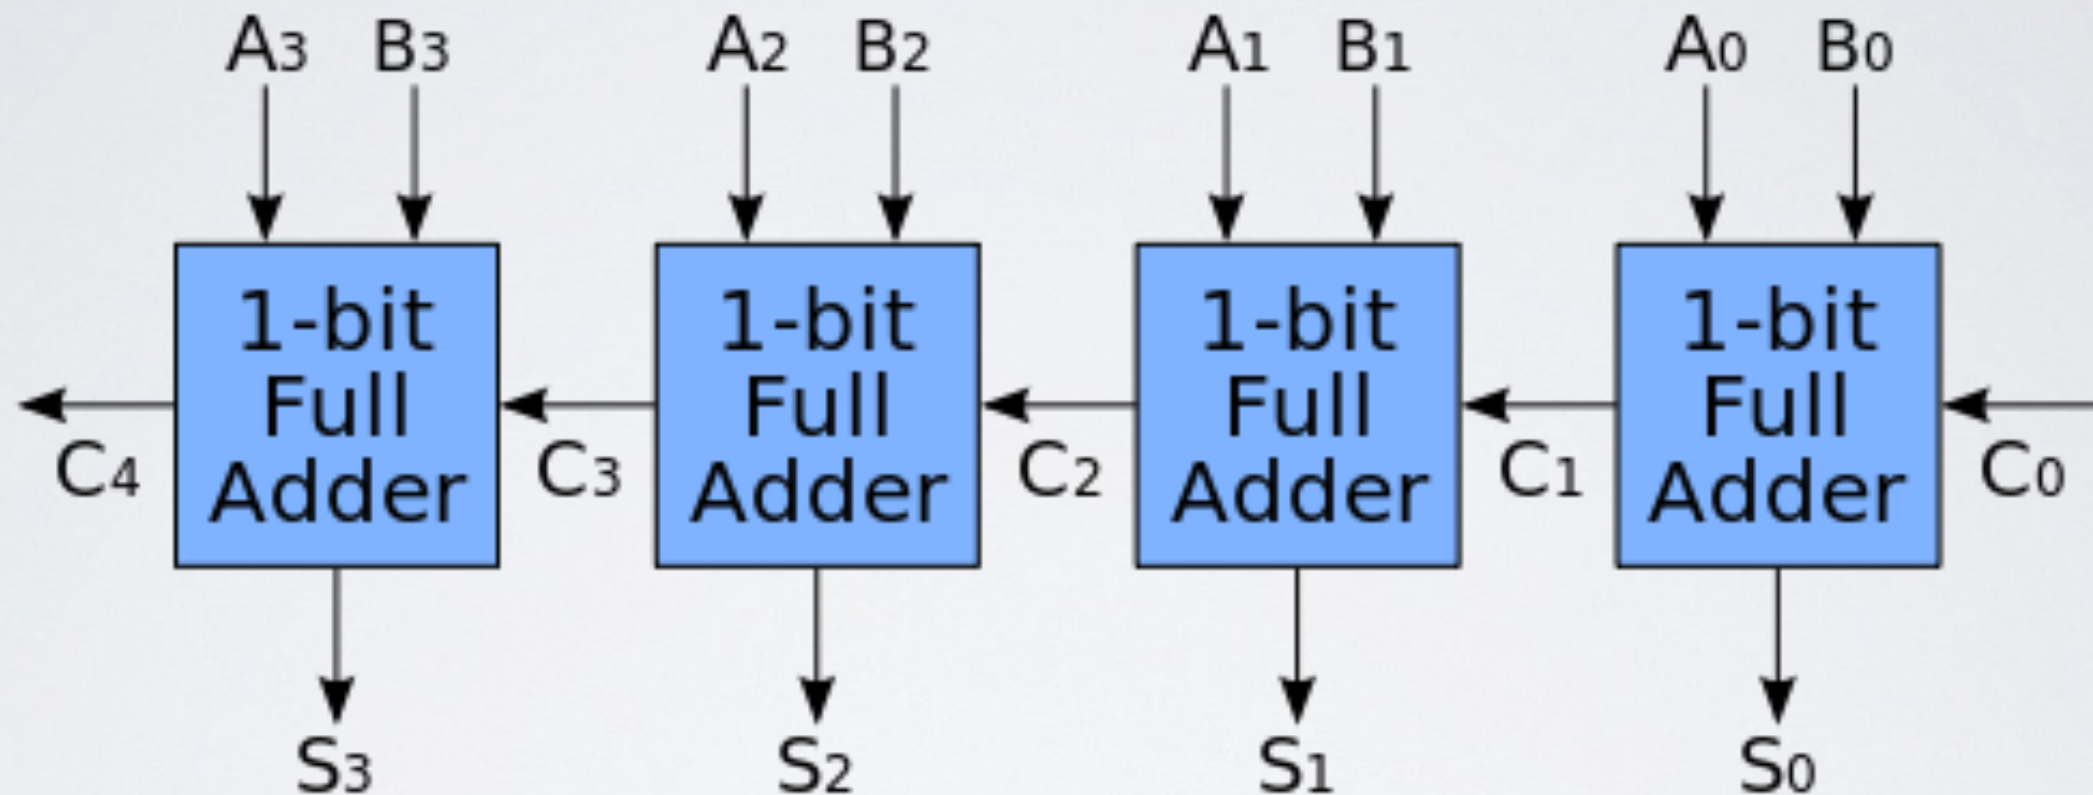 A3 B3 A2 B2 A1 B1 A0 B0
1-bit Full Adder
1-bit Full Adder
1-bit Full Adder
1-bit Full Adder
C4 C3 C2 C1 C0
S3 S2 S1 S0